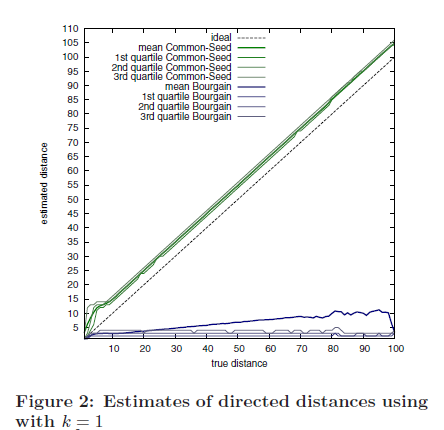 110
105
100
95
90
85
80
75
70
65
60
55
50
45
40
35
30
25
20
15
10
5
estimated distance
ideal
mean Common-Seed
1st quartile Common-Seed
2nd quartile Common-Seed
3rd quartile Common-Seed
mean Bourgain
1st quartile Bourgain
2nd quartile Bourgain
3rd quartile Bourgain
10 20 30 40 50 60 70 80 90 100
true distance
Figure 2: Estimates of directed distances using
with k = 1